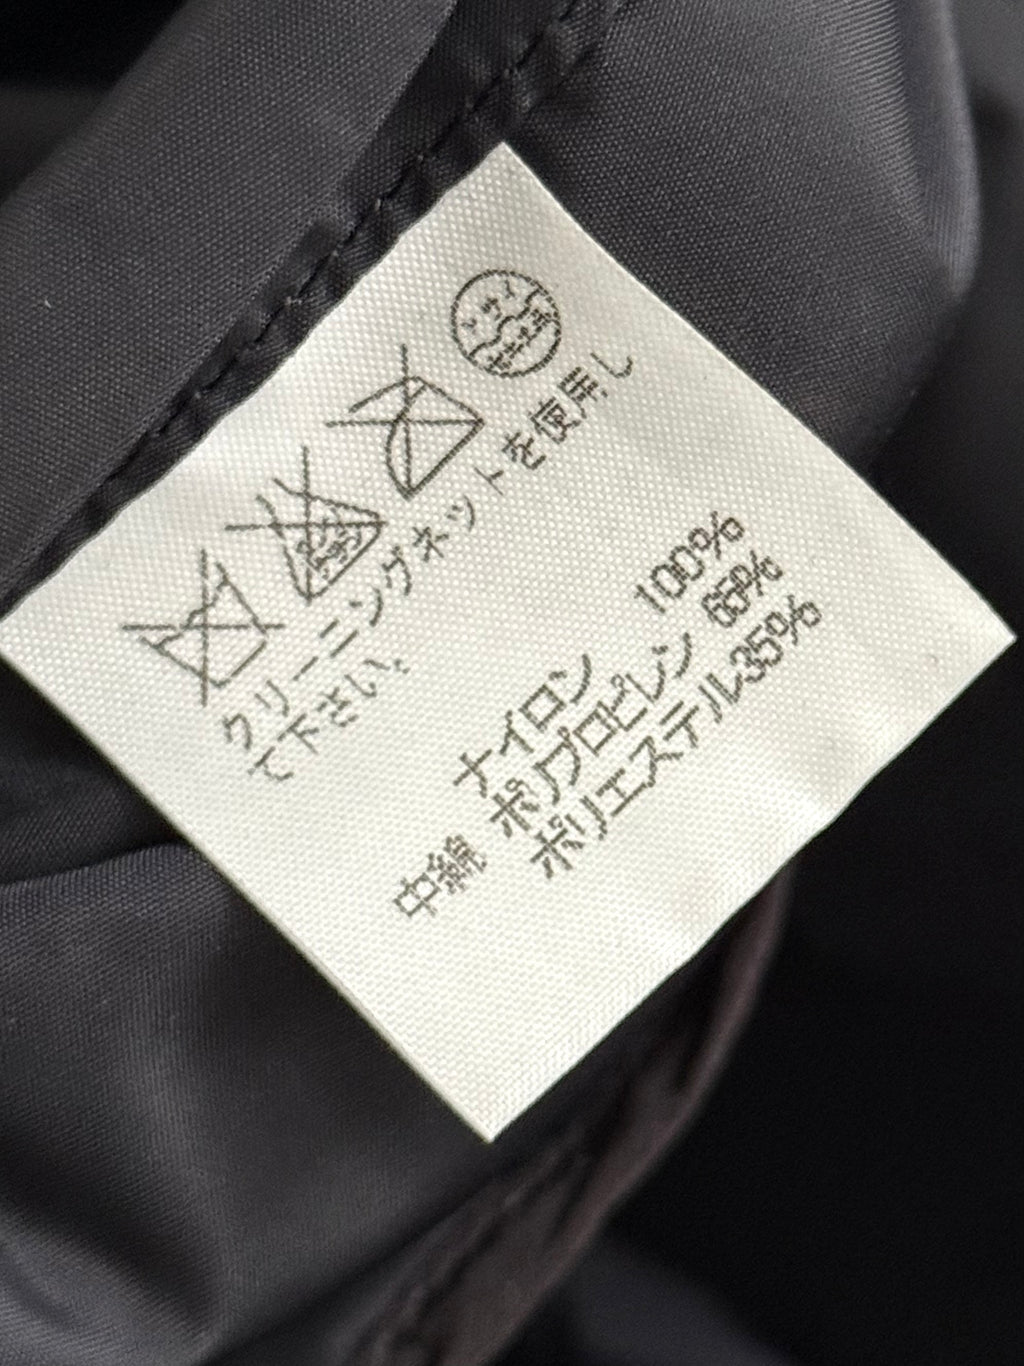 クリーニングネットを使用し
て下さい。
ナイロン 100%
中綿 ポリプロピレン 65%
ポリエステル35%